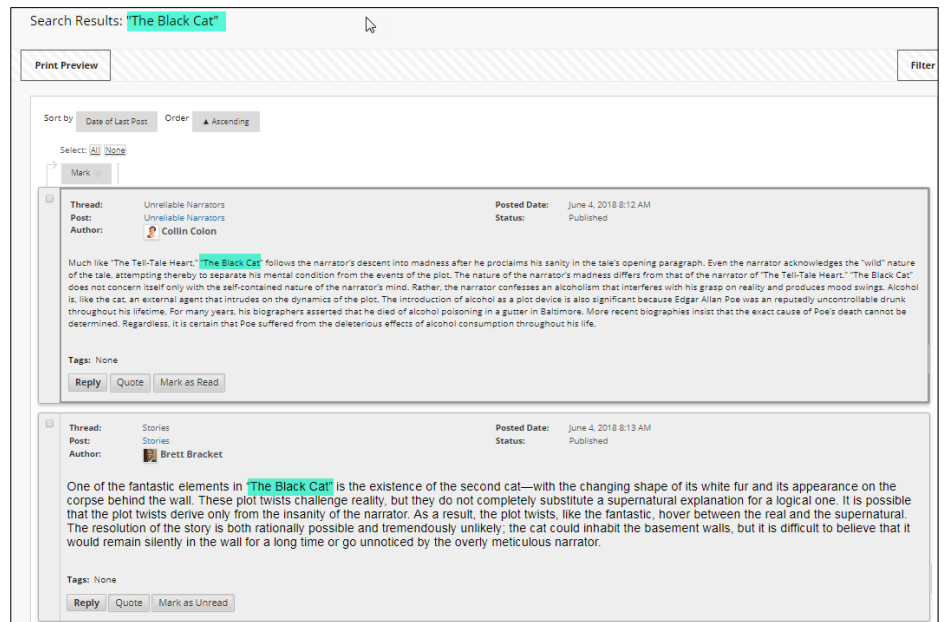 Search Results: "The Black Cat"
Print Preview
Filter
Sort by Date of Last Post Order ▲ Ascending
Select: All None
Mark
Thread: Unreliable Narrators Posted Date: June 4, 2018 8:12 AM
Post: Unreliable Narrators Status: Published
Author: Collin Colon
Much like "The Tell-Tale Heart," "The Black Cat" follows the narrator's descent into madness after he proclaims his sanity in the tale's opening paragraph. Even the narrator acknowledges the "wild" nature
of the tale, attempting thereby to separate his mental condition from the events of the plot. The nature of the narrator's madness differs from that of the narrator of "The Tell-Tale Heart." "The Black Cat"
does not concern itself only with the self-contained nature of the narrator's mind. Rather, the narrator confesses an alcoholism that interferes with his grasp on reality and produces mood swings. Alcohol
is, like the cat, an external agent that intrudes on the dynamics of the plot. The introduction of alcohol as a plot device is also significant because Edgar Allan Poe was an reputedly uncontrollable drunk
throughout his lifetime. For many years, his biographers asserted that he died of alcohol poisoning in a gutter in Baltimore. More recent biographies insist that the exact cause of Poe's death cannot be
determined. Regardless, it is certain that Poe suffered from the deleterious effects of alcohol consumption throughout his life.
Tags: None
Reply Quote Mark as Read
Thread: Stories Posted Date: June 4, 2018 8:13 AM
Post: Stories Status: Published
Author: Brett Bracket
One of the fantastic elements in "The Black Cat" is the existence of the second cat—with the changing shape of its white fur and its appearance on the
corpse behind the wall. These plot twists challenge reality, but they do not completely substitute a supernatural explanation for a logical one. It is possible
that the plot twists derive only from the insanity of the narrator. As a result, the plot twists, like the fantastic, hover between the real and the supernatural.
The resolution of the story is both rationally possible and tremendously unlikely; the cat could inhabit the basement walls, but it is difficult to believe that it
would remain silently in the wall for a long time or go unnoticed by the overly meticulous narrator.
Tags: None
Reply Quote Mark as Unread